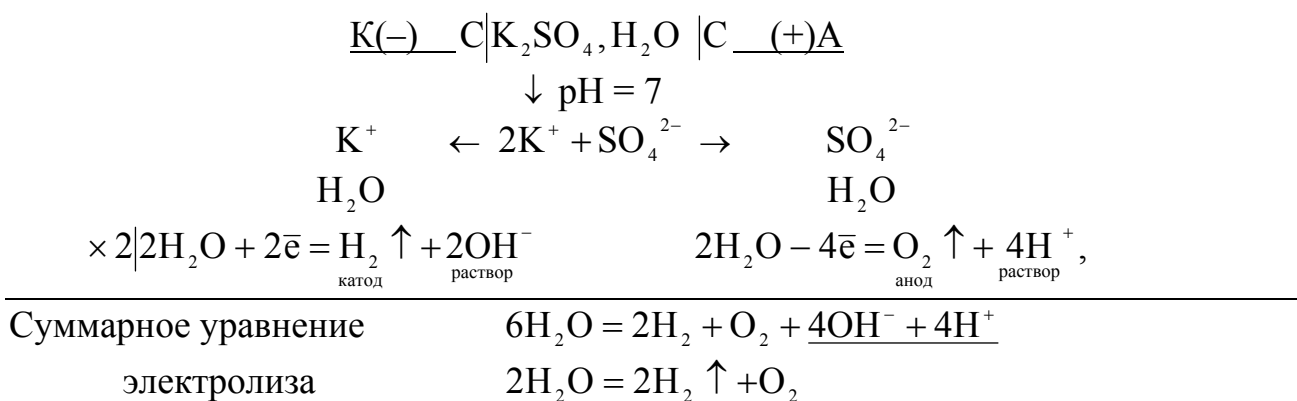 К(–) C|K₂SO₄, H₂O |C (+)А
↓ pH = 7
K⁺ ← 2K⁺ + SO₄²⁻ → SO₄²⁻
H₂O H₂O
× 2|2H₂O + 2ē = H₂ ↑ + 2OH⁻ 2H₂O − 4ē = O₂ ↑ + 4H⁺,
катод раствор анод раствор
Суммарное уравнение 6H₂O = 2H₂ + O₂ + 4OH⁻ + 4H⁺
электролиза 2H₂O = 2H₂ ↑ +O₂